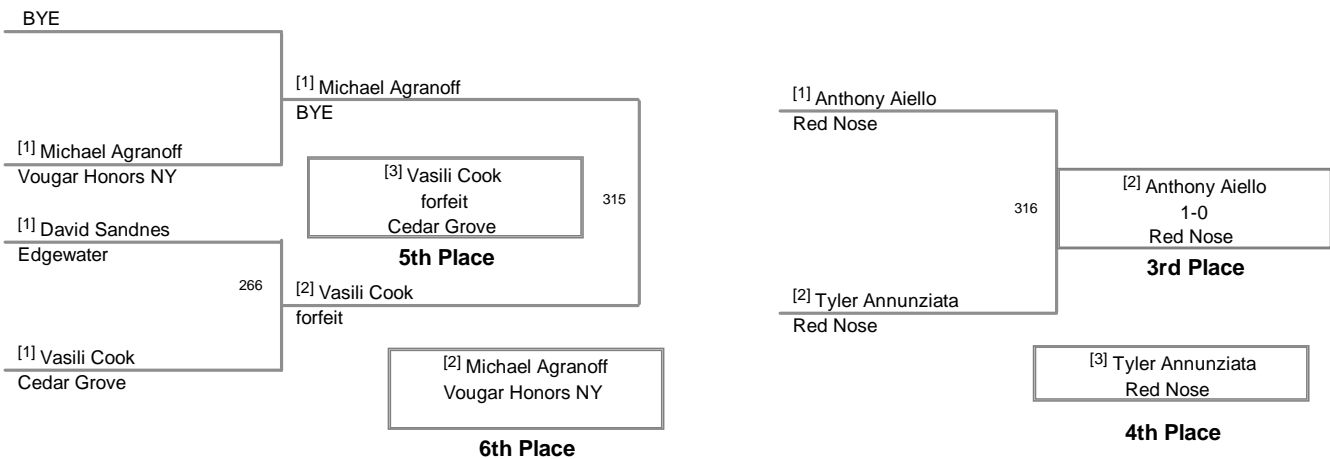 BYE
[1] Michael Agranoff
BYE
[1] Michael Agranoff
Vougar Honors NY
[3] Vasili Cook
forfeit
Cedar Grove
5th Place
315
[1] David Sandnes
Edgewater
266
[2] Vasili Cook
forfeit
[1] Vasili Cook
Cedar Grove
[2] Michael Agranoff
Vougar Honors NY
6th Place
[1] Anthony Aiello
Red Nose
316
[2] Anthony Aiello
1-0
Red Nose
3rd Place
[2] Tyler Annunziata
Red Nose
[3] Tyler Annunziata
Red Nose
4th Place